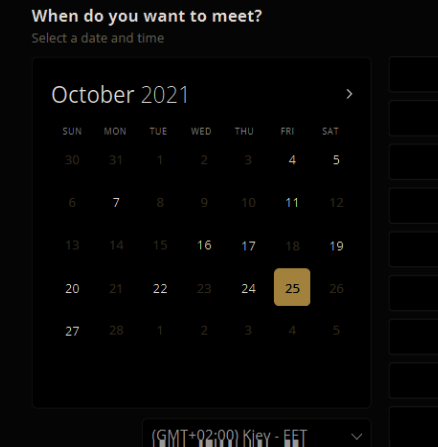 When do you want to meet?
Select a date and time
October 2021
SUN MON TUE WED THU FRI SAT
30 31 1 2 3 4 5
6 7 8 9 10 11 12
13 14 15 16 17 18 19
20 21 22 23 24 25 26
27 28 1 2 3 4 5
(GMT+02:00) Kiev - EET